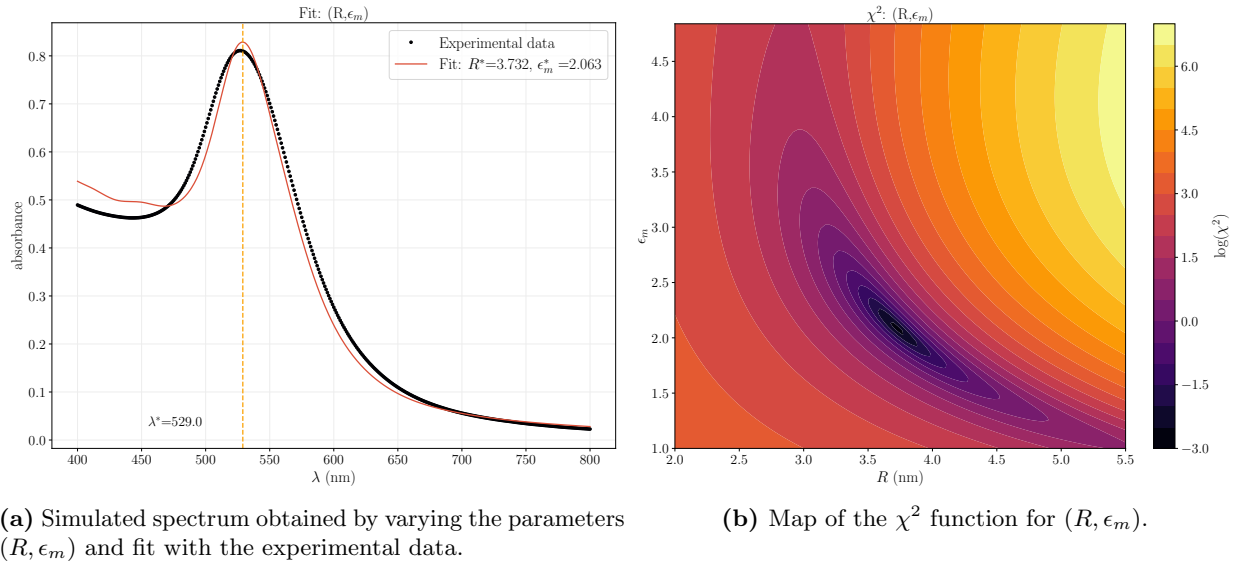 Fit: (R,ϵₘ)
0.8
0.7
0.6
0.5
0.4
0.3
0.2
0.1
0.0
absorbance
Experimental data
Fit: R*=3.732, ϵ*ₘ =2.063
λ*=529.0
400 450 500 550 600 650 700 750 800
λ (nm)
χ²: (R,ϵₘ)
4.5
4.0
3.5
3.0
2.5
2.0
1.5
1.0
ϵₘ
2.0 2.5 3.0 3.5 4.0 4.5 5.0 5.5
R (nm)
6.0
4.5
3.0
1.5
0.0
−1.5
−3.0
log(χ²)
(a) Simulated spectrum obtained by varying the parameters
(R, ϵₘ) and fit with the experimental data.
(b) Map of the χ² function for (R, ϵₘ).